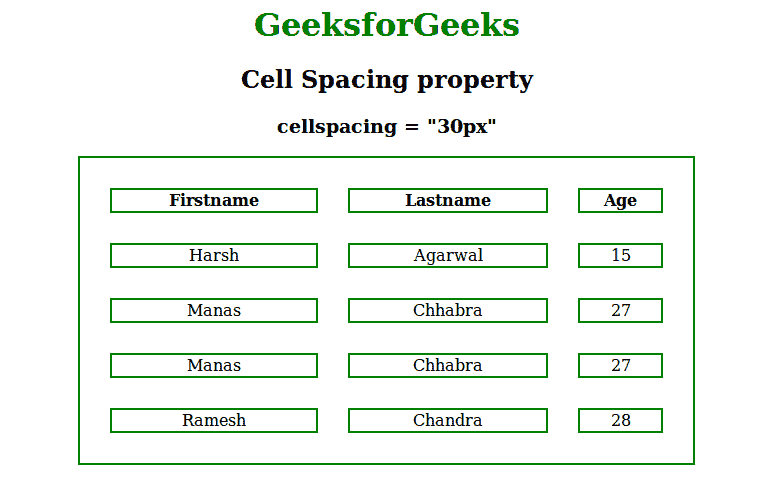 GeeksforGeeks
Cell Spacing property
cellspacing = "30px"
Firstname Lastname Age
Harsh Agarwal 15
Manas Chhabra 27
Manas Chhabra 27
Ramesh Chandra 28